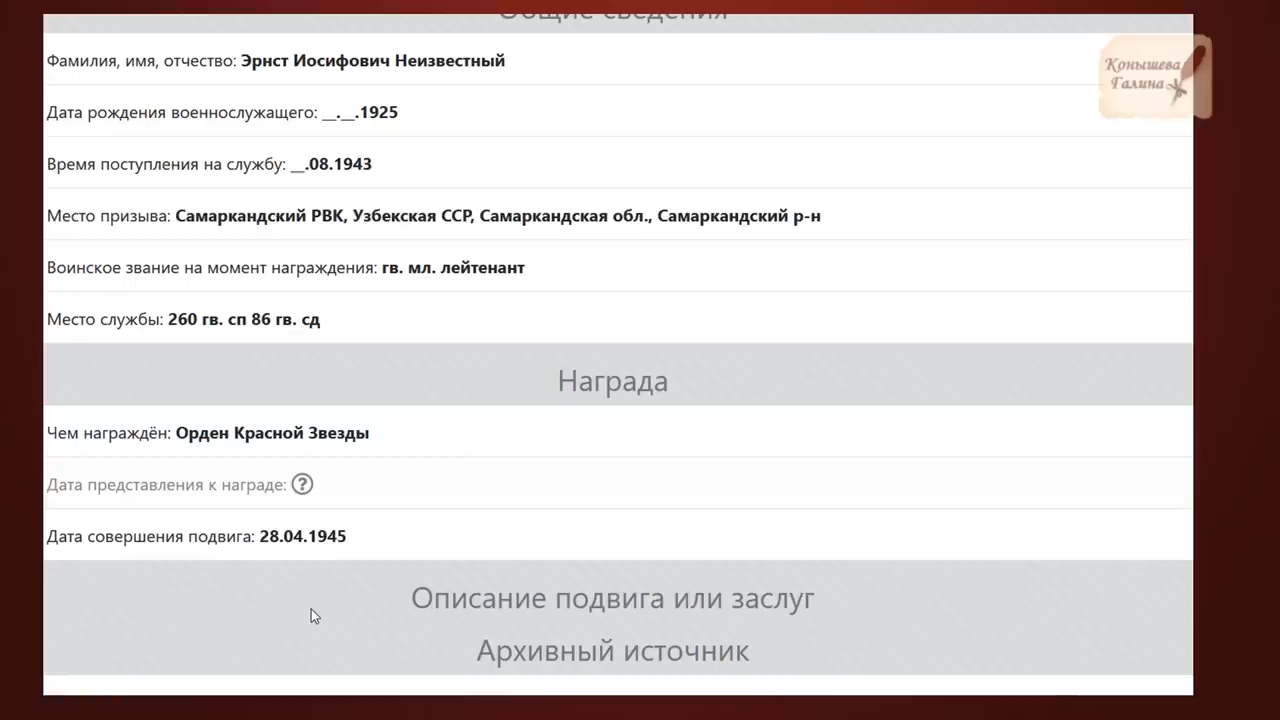 Общие сведения
Фамилия, имя, отчество: Эрнст Иосифович Неизвестный
Конышева
Галина
Дата рождения военнослужащего: __.__.1925
Время поступления на службу: __.08.1943
Место призыва: Самаркандский РВК, Узбекская ССР, Самаркандская обл., Самаркандский р-н
Воинское звание на момент награждения: гв. мл. лейтенант
Место службы: 260 гв. сп 86 гв. сд
Награда
Чем награждён: Орден Красной Звезды
Дата представления к награде: ?
Дата совершения подвига: 28.04.1945
Описание подвига или заслуг
Архивный источник